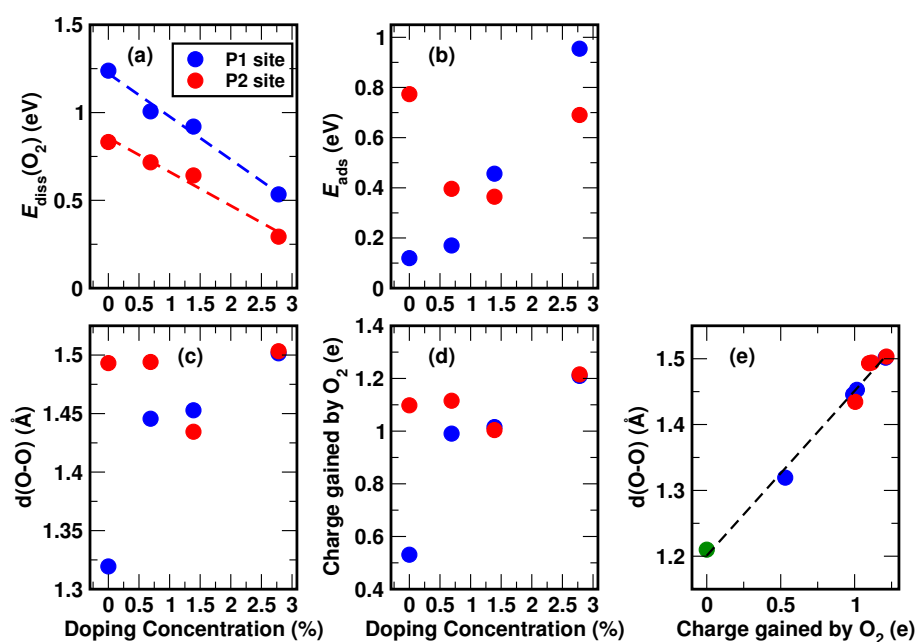 (a)
P1 site
P2 site
E_diss(O₂) (eV)
1.5
1
0.5
0
0 0.5 1 1.5 2 2.5 3
(b)
E_ads (eV)
1
0.8
0.6
0.4
0.2
0
0 0.5 1 1.5 2 2.5 3
(c)
d(O-O) (Å)
1.5
1.45
1.4
1.35
1.3
0 0.5 1 1.5 2 2.5 3
Doping Concentration (%)
(d)
Charge gained by O₂ (e)
1.4
1.2
1
0.8
0.6
0.4
0 0.5 1 1.5 2 2.5 3
Doping Concentration (%)
(e)
d(O-O) (Å)
1.5
1.4
1.3
1.2
0 0.5 1
Charge gained by O₂ (e)